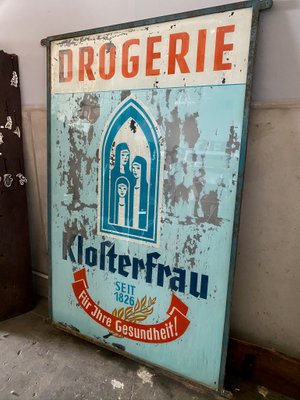 DROGERIE
Klosterfrau
SEIT
1826
Für Ihre Gesundheit!